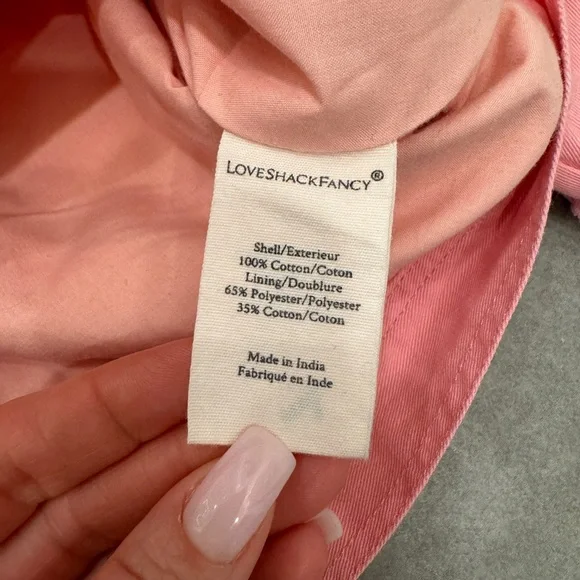 LOVESHACKFANCY®
Shell/Exterieur
100% Cotton/Coton
Lining/Doublure
65% Polyester/Polyester
35% Cotton/Coton
Made in India
Fabriqué en Inde